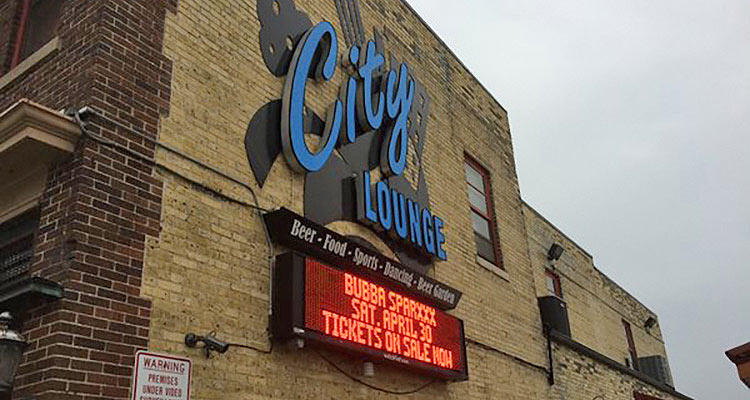 City
LOUNGE
Beer - Food - Sports - Dancing - Beer Garden
BUBBA SPARXXX
SAT. APRIL 30
TICKETS ON SALE NOW
WARNING
PREMISES
UNDER VIDEO